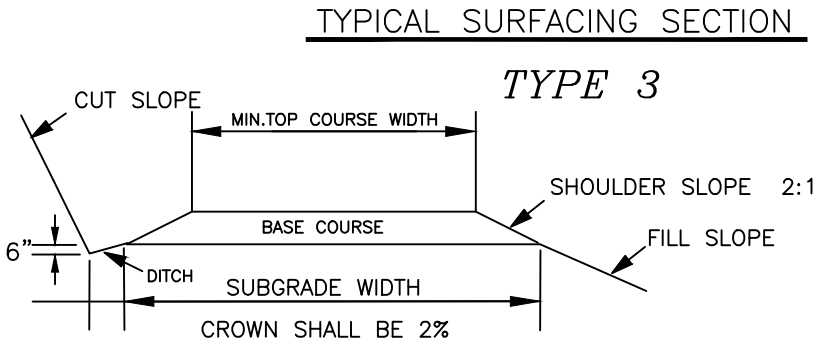 TYPICAL SURFACING SECTION
TYPE 3
CUT SLOPE
MIN.TOP COURSE WIDTH
SHOULDER SLOPE 2:1
BASE COURSE
FILL SLOPE
6"
DITCH
SUBGRADE WIDTH
CROWN SHALL BE 2%